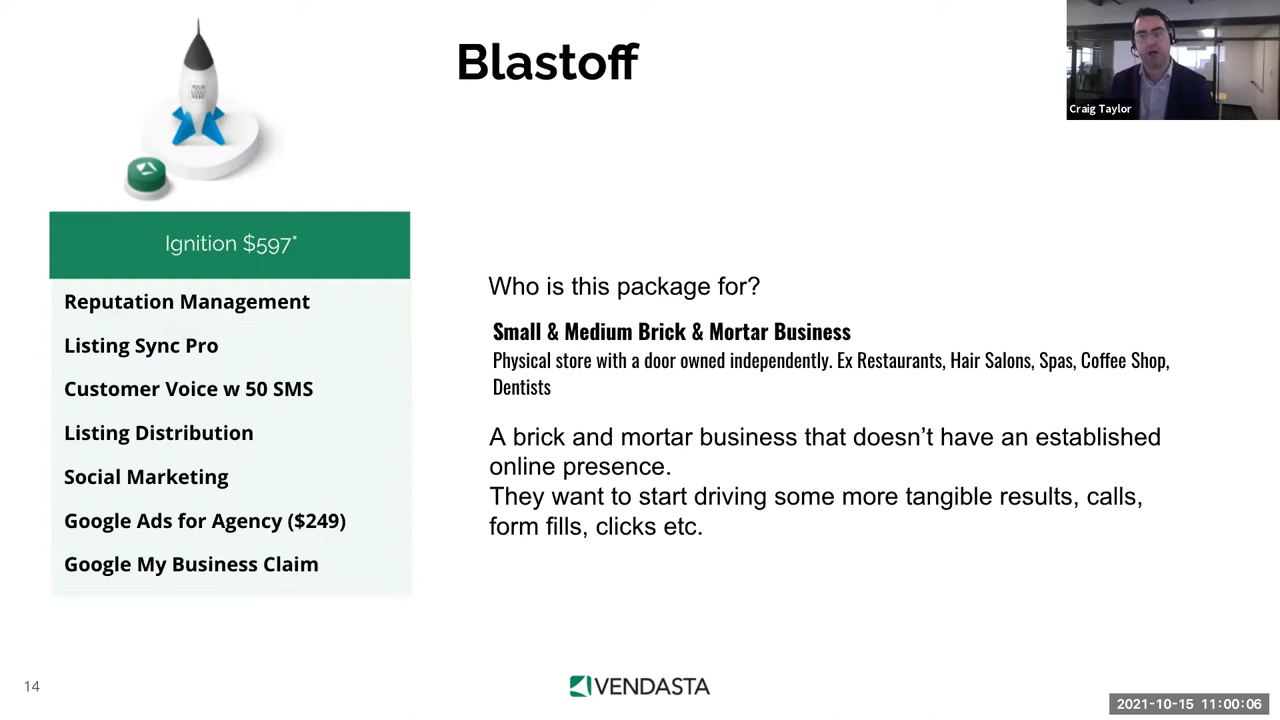 Blastoff
Craig Taylor
YOUR
LOGO
HERE
Ignition $597*
Reputation Management
Listing Sync Pro
Customer Voice w 50 SMS
Listing Distribution
Social Marketing
Google Ads for Agency ($249)
Google My Business Claim
Who is this package for?
Small & Medium Brick & Mortar Business
Physical store with a door owned independently. Ex Restaurants, Hair Salons, Spas, Coffee Shop,
Dentists
A brick and mortar business that doesn’t have an established
online presence.
They want to start driving some more tangible results, calls,
form fills, clicks etc.
14
VENDASTA
2021-10-15 11:00:06